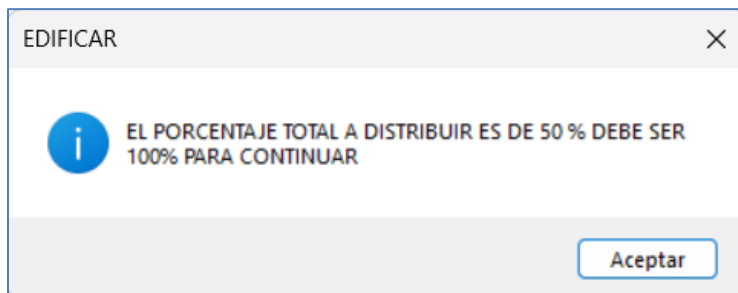 EDIFICAR
EL PORCENTAJE TOTAL A DISTRIBUIR ES DE 50 % DEBE SER
100% PARA CONTINUAR
Aceptar